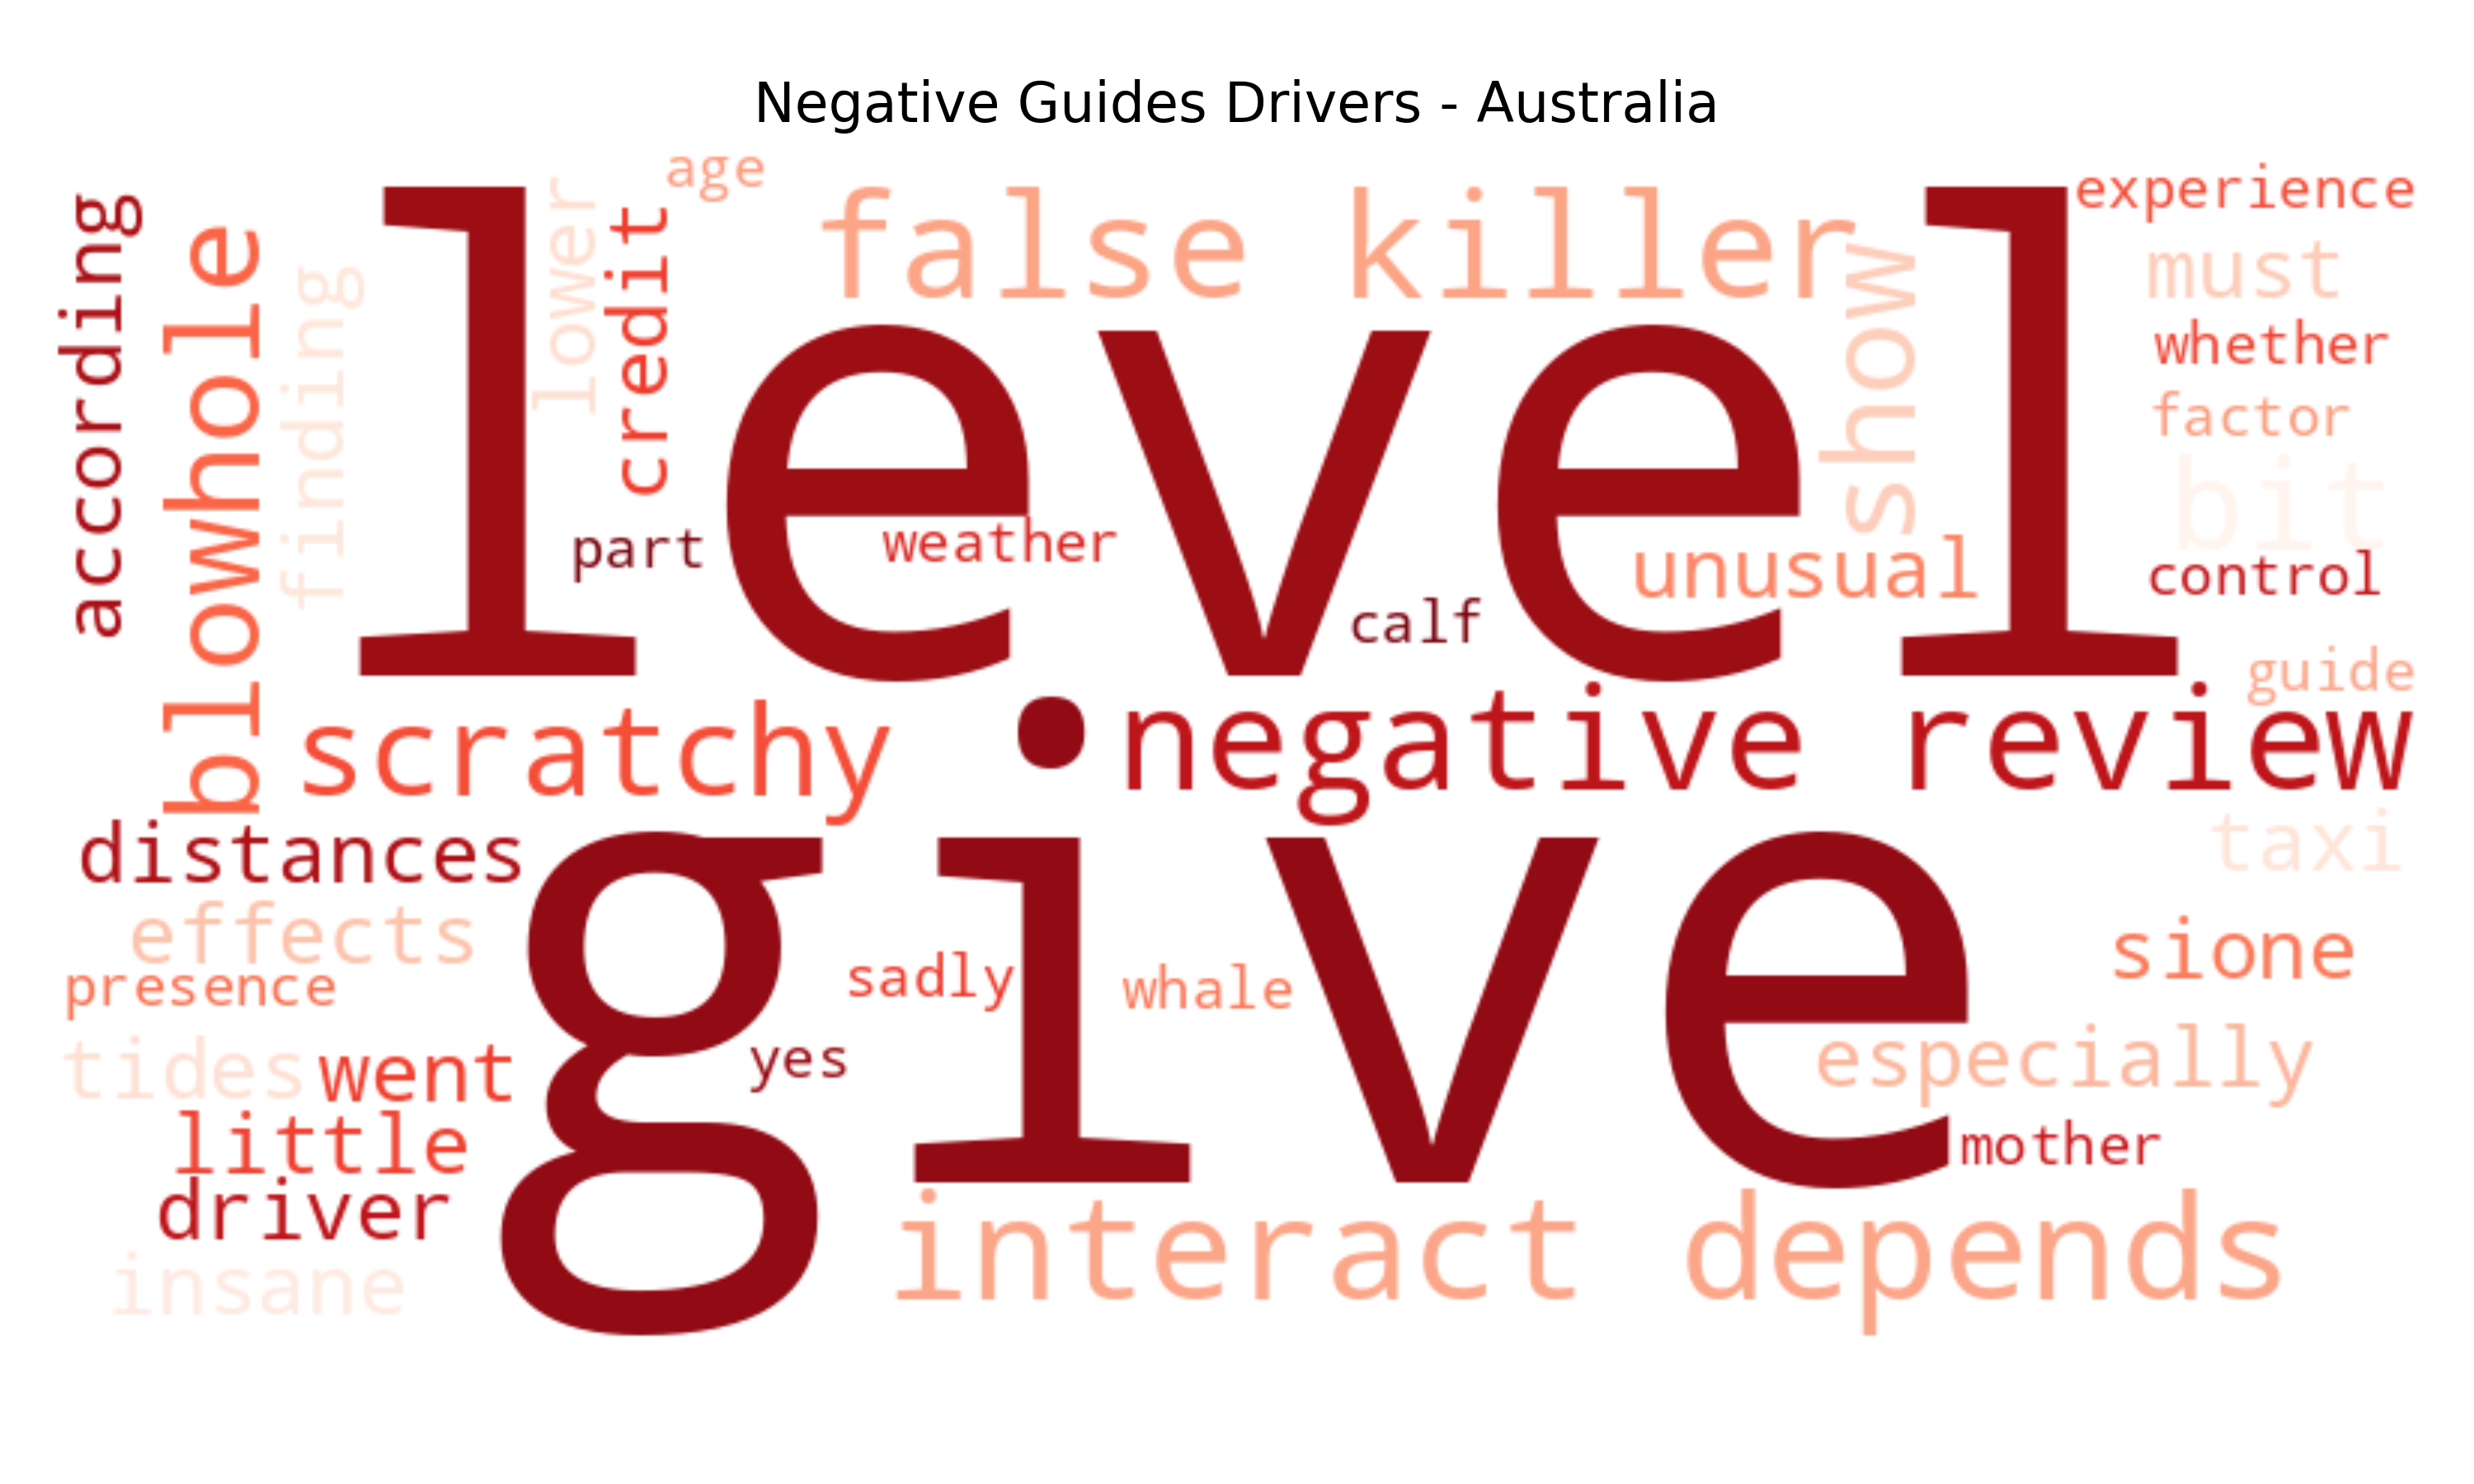 Negative Guides Drivers - Australia
age
experience
false killer
according
blowhole
finding
lower
credit
level
show
must
whether
factor
bit
part
weather
unusual
control
calf
guide
scratchy
negative review
distances
give
taxi
effects
sione
presence
sadly
whale
tides
went
yes
especially
little
mother
driver
interact depends
insane